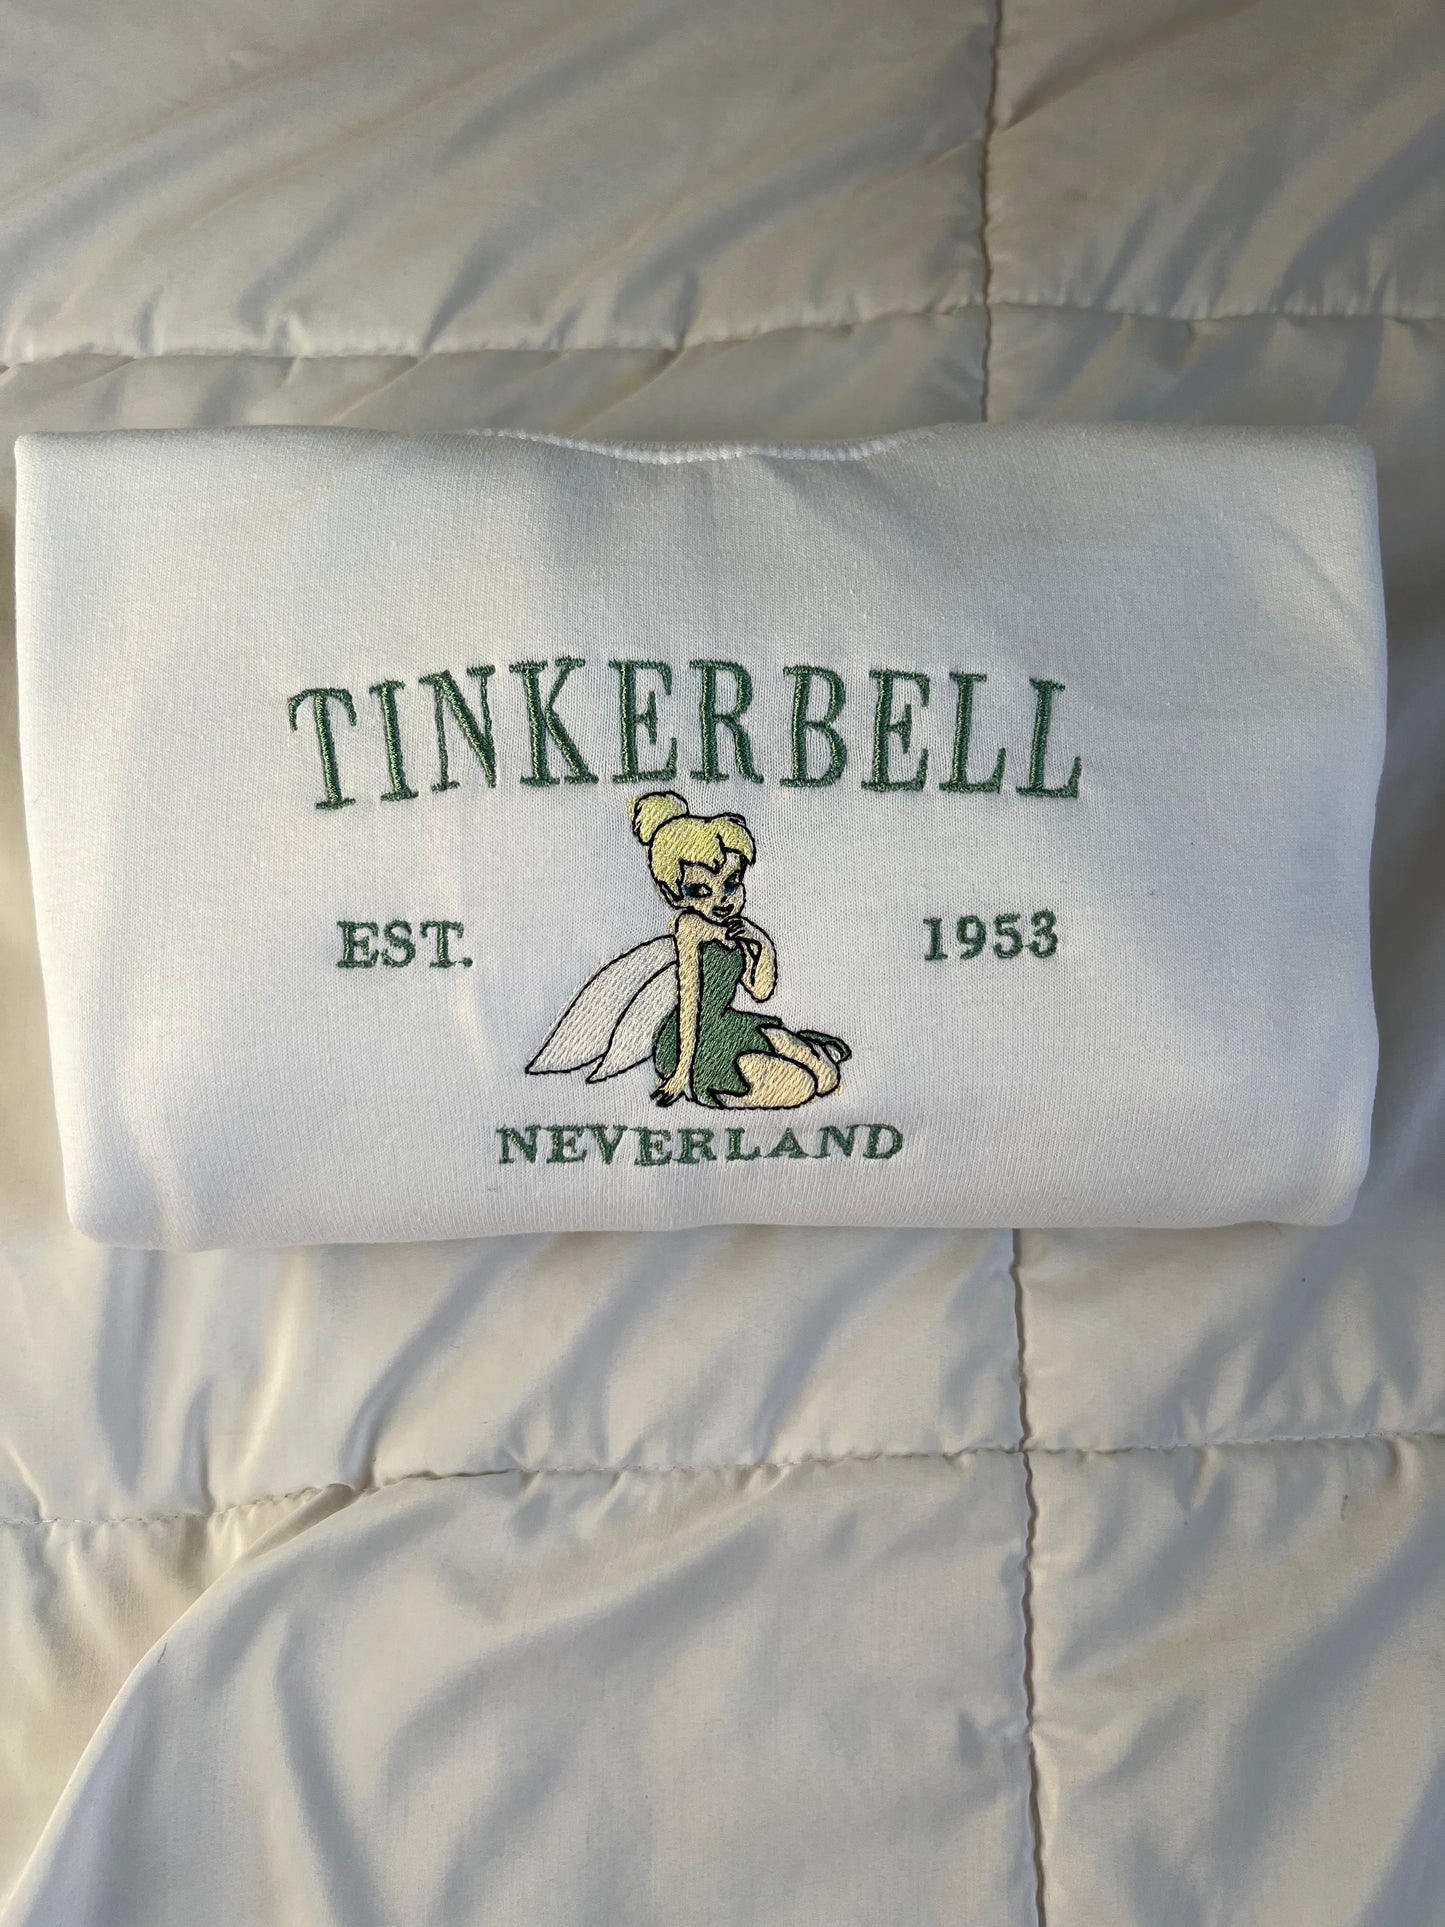 TINKERBELL
EST. 1953
NEVERLAND